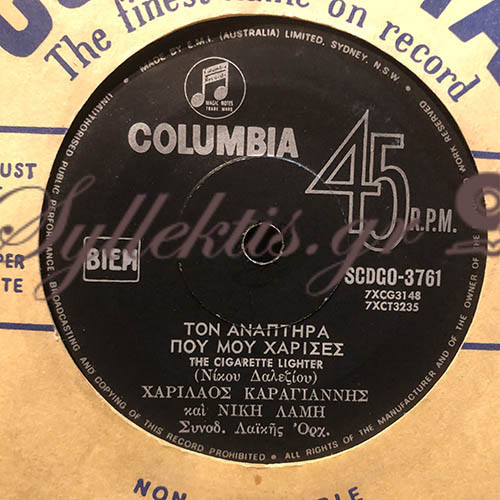 The finest name on record
MADE BY E.M.I. (AUSTRALIA) LIMITED, SYDNEY, N.S.W.
MAGIC NOTES
TRADE MARK
COLUMBIA
45
R.P.M.
UST
PER
TE
Syllektis.gr
BIEM
SCDGO-3761
7XCG3148
7XCT3235
ΤΟΝ ΑΝΑΠΤΗΡΑ
ΠΟΥ ΜΟΥ ΧΑΡΙΣΕΣ
THE CIGARETTE LIGHTER
(Νίκου Δαλεζίου)
ΧΑΡΙΛΑΟΣ ΚΑΡΑΓΙΑΝΝΗΣ
καὶ ΝΙΚΗ ΛΑΜΗ
Συνοδ. Λαϊκῆς Ὀρχ.
UNAUTHORISED PUBLIC PERFORMANCE, BROADCASTING AND COPYING OF THIS RECORD PROHIBITED • ALL RIGHTS OF THE MANUFACTURER AND OF THE OWNER OF THE WORK RESERVED
NON